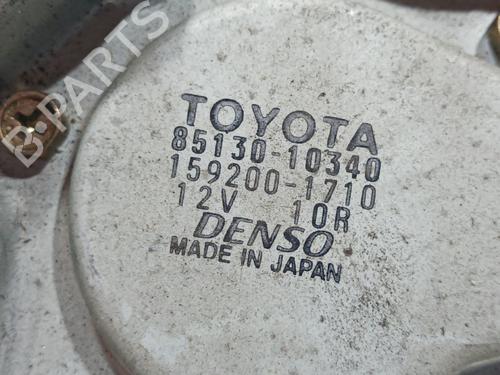 B-PARTS
TOYOTA
85130-10340
159200-1710
12V 10R
DENSO
MADE IN JAPAN